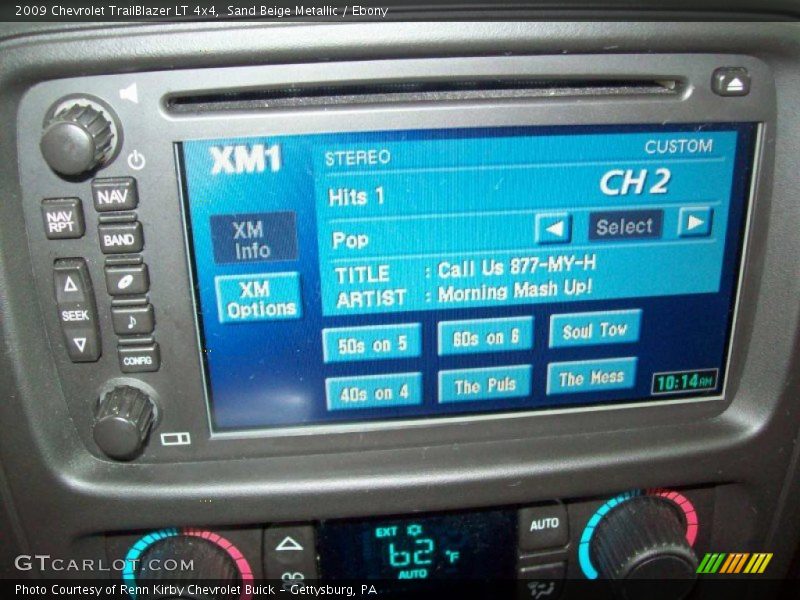 2009 Chevrolet TrailBlazer LT 4x4, Sand Beige Metallic / Ebony
XM1
STEREO
CUSTOM
Hits 1
CH 2
NAV
NAV RPT
BAND
XM Info
Pop
Select
SEEK
XM Options
TITLE : Call Us 877-MY-H
ARTIST : Morning Mash Up!
CONFIG
50s on 5
60s on 6
Soul Tow
40s on 4
The Puls
The Mess
10:14 AM
EXT
62 °F
AUTO
AUTO
GTCARLOT.COM
Photo Courtesy of Renn Kirby Chevrolet Buick - Gettysburg, PA